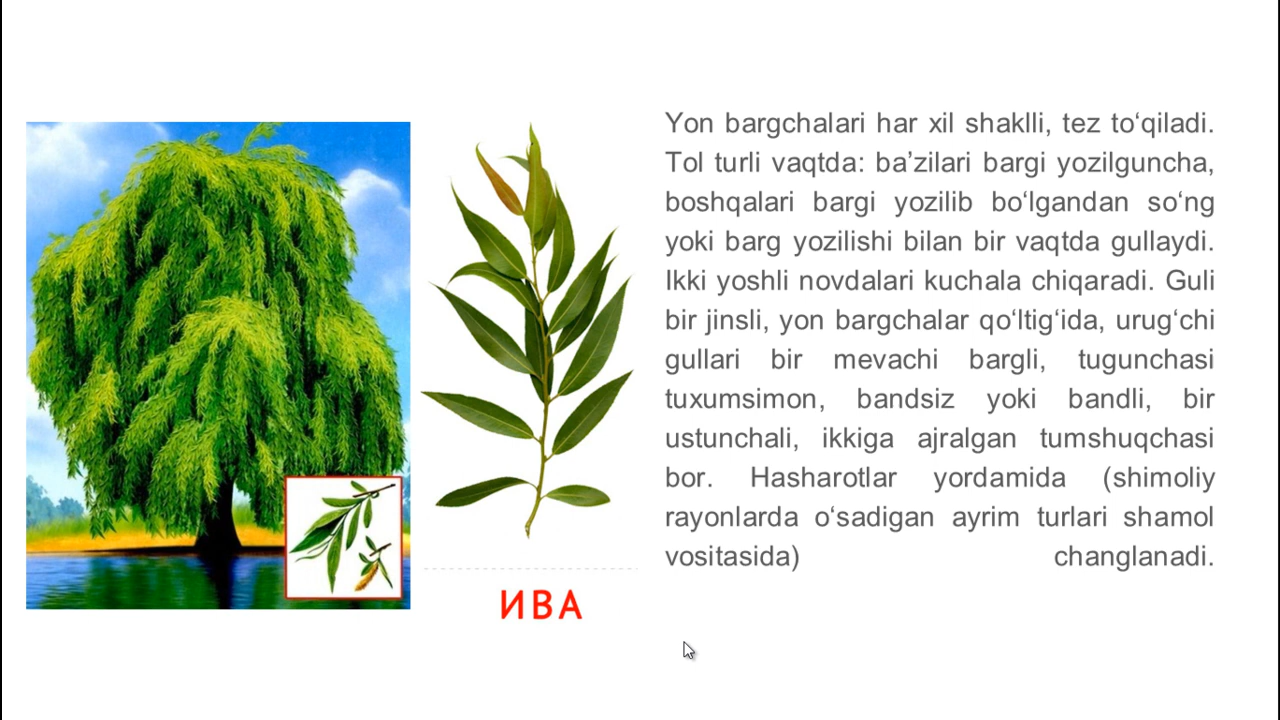 Yon bargchalari har xil shaklli, tez to‘qiladi.
Tol turli vaqtda: ba’zilari bargi yozilguncha,
boshqalari bargi yozilib bo‘lgandan so‘ng
yoki barg yozilishi bilan bir vaqtda gullaydi.
Ikki yoshli novdalari kuchala chiqaradi. Guli
bir jinsli, yon bargchalar qo‘ltig‘ida, urug‘chi
gullari bir mevachi bargli, tugunchasi
tuxumsimon, bandsiz yoki bandli, bir
ustunchali, ikkiga ajralgan tumshuqchasi
bor. Hasharotlar yordamida (shimoliy
rayonlarda o‘sadigan ayrim turlari shamol
vositasida) changlanadi.
ИВА